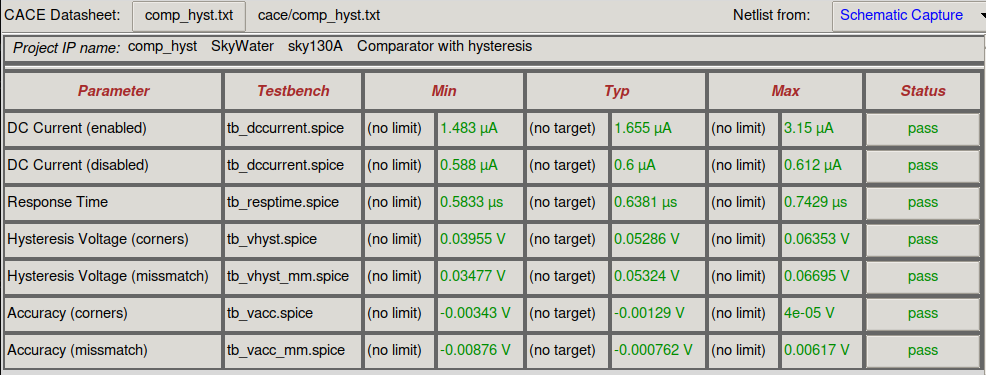 CACE Datasheet: comp_hyst.txt cace/comp_hyst.txt Netlist from: Schematic Capture
Project IP name: comp_hyst SkyWater sky130A Comparator with hysteresis
Parameter Testbench Min Typ Max Status
DC Current (enabled) tb_dccurrent.spice (no limit) 1.483 µA (no target) 1.655 µA (no limit) 3.15 µA pass
DC Current (disabled) tb_dccurrent.spice (no limit) 0.588 µA (no target) 0.6 µA (no limit) 0.612 µA pass
Response Time tb_resptime.spice (no limit) 0.5833 µs (no target) 0.6381 µs (no limit) 0.7429 µs pass
Hysteresis Voltage (corners) tb_vhyst.spice (no limit) 0.03955 V (no target) 0.05286 V (no limit) 0.06353 V pass
Hysteresis Voltage (missmatch) tb_vhyst_mm.spice (no limit) 0.03477 V (no target) 0.05324 V (no limit) 0.06695 V pass
Accuracy (corners) tb_vacc.spice (no limit) -0.00343 V (no target) -0.00129 V (no limit) 4e-05 V pass
Accuracy (missmatch) tb_vacc_mm.spice (no limit) -0.00876 V (no target) -0.000762 V (no limit) 0.00617 V pass